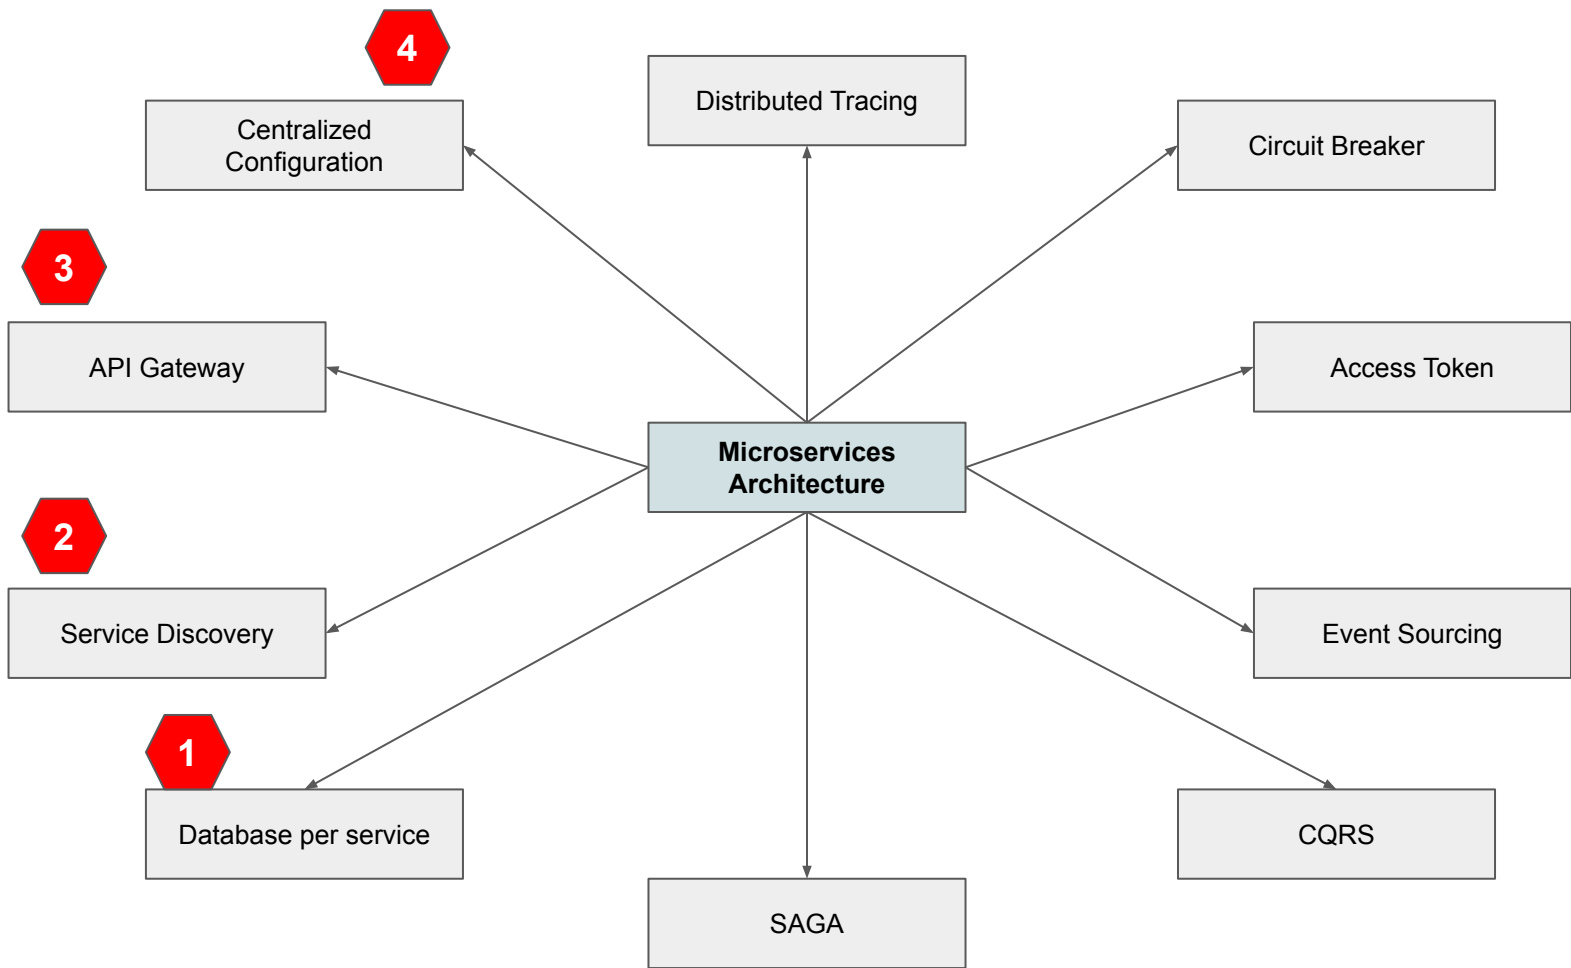 4
Distributed Tracing
Centralized
Configuration
Circuit Breaker
3
API Gateway
Access Token
Microservices
Architecture
2
Service Discovery
Event Sourcing
1
Database per service
CQRS
SAGA